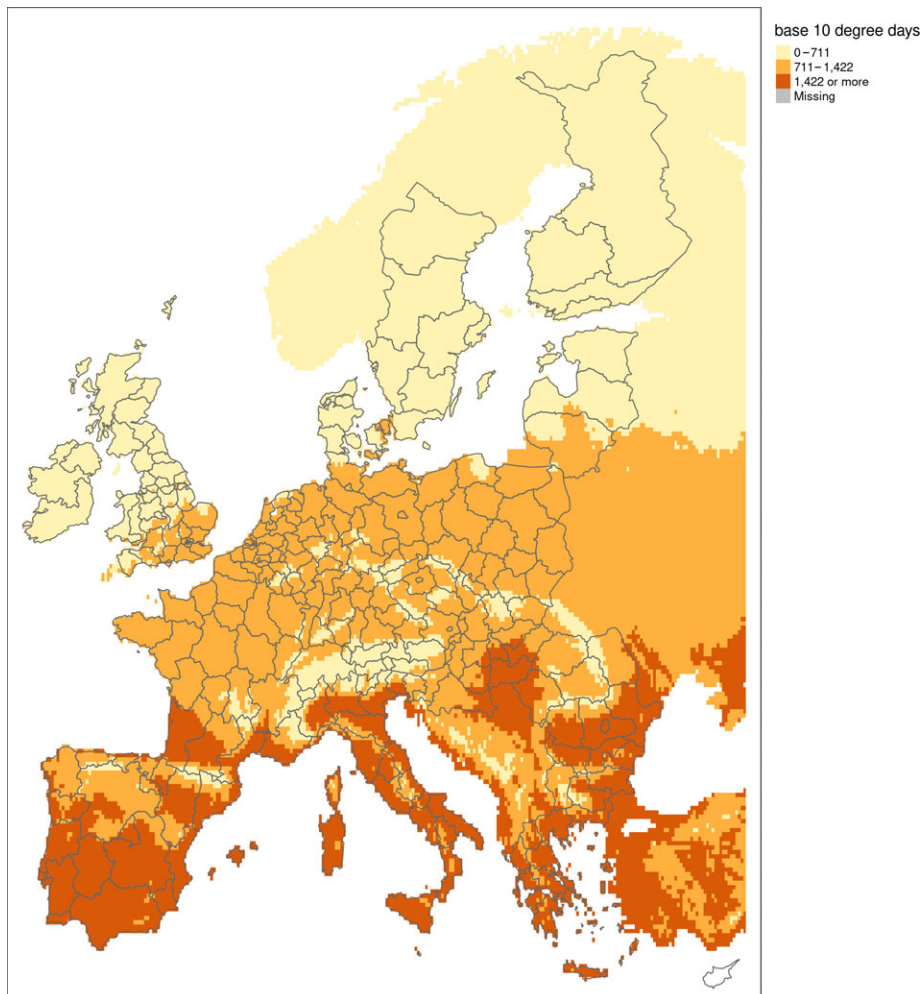 base 10 degree days
0–711
711–1,422
1,422 or more
Missing